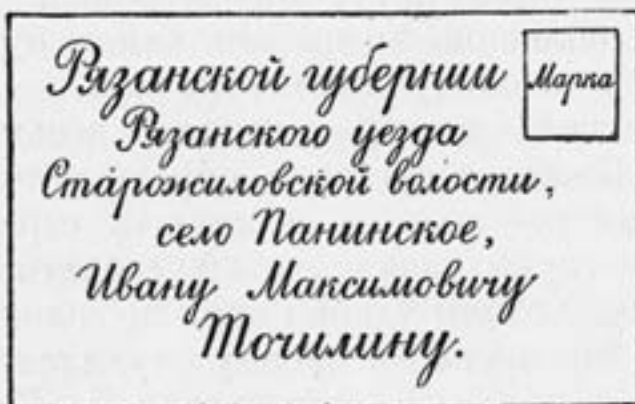 Рязанской губернии
Марка
Рязанского уезда
Старожиловской волости,
село Панинское,
Ивану Максимовичу
Точилину.